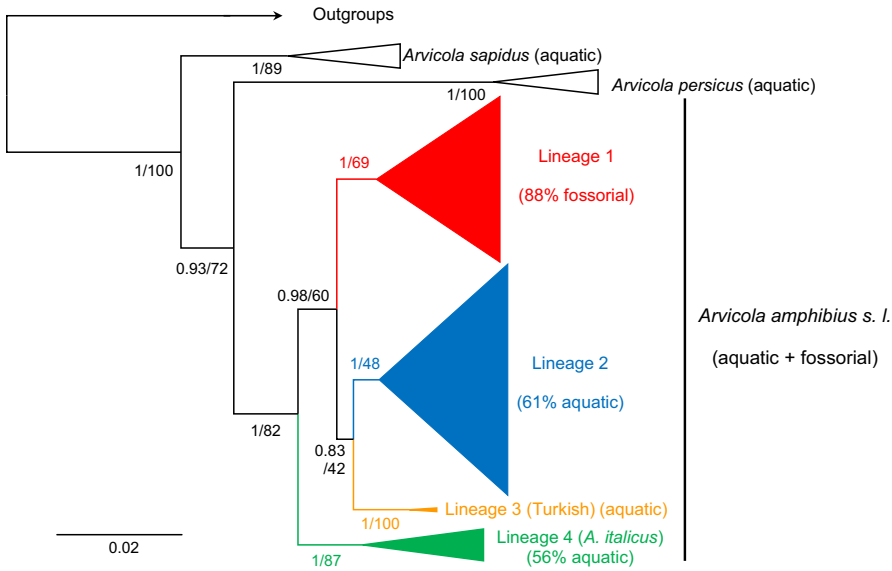 Outgroups
Arvicola sapidus (aquatic)
1/89
Arvicola persicus (aquatic)
1/100
1/100
1/69
Lineage 1
(88% fossorial)
0.93/72
0.98/60
Arvicola amphibius s. l.
(aquatic + fossorial)
1/48
Lineage 2
(61% aquatic)
1/82
0.83
/42
Lineage 3 (Turkish) (aquatic)
1/100
Lineage 4 (A. italicus)
(56% aquatic)
1/87
0.02